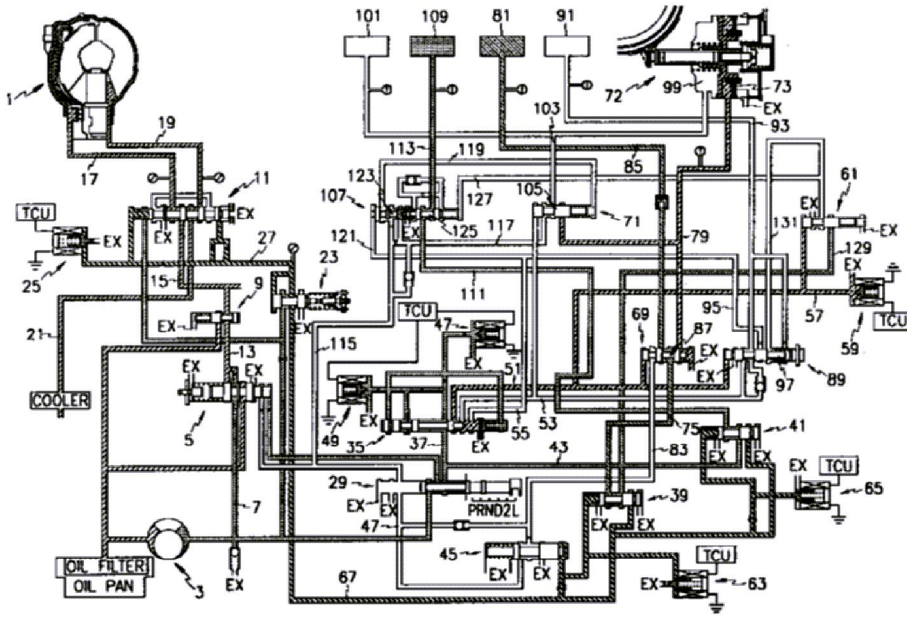 101 109 81 91
1 72 99 73
EX
19 103 93
113 119 85
17
11 123 127 61
107 105 131
TCU EX EX 125 71 79 129
EX 117
25 27 121 EX
15 23 111 57
9 95 59
21 EX EX TCU 47 69 87 TCU
13 115
EX EX 51 EX EX
COOLER 49 97 89
5 EX 53 75
35 EX 55
37 83 41
43 EX
29 EX EX TCU
7 EX EX 39 65
47 PRND2L EX EX
45
OIL FILTER EX EX TCU
OIL PAN 3 EX 67 EX 63